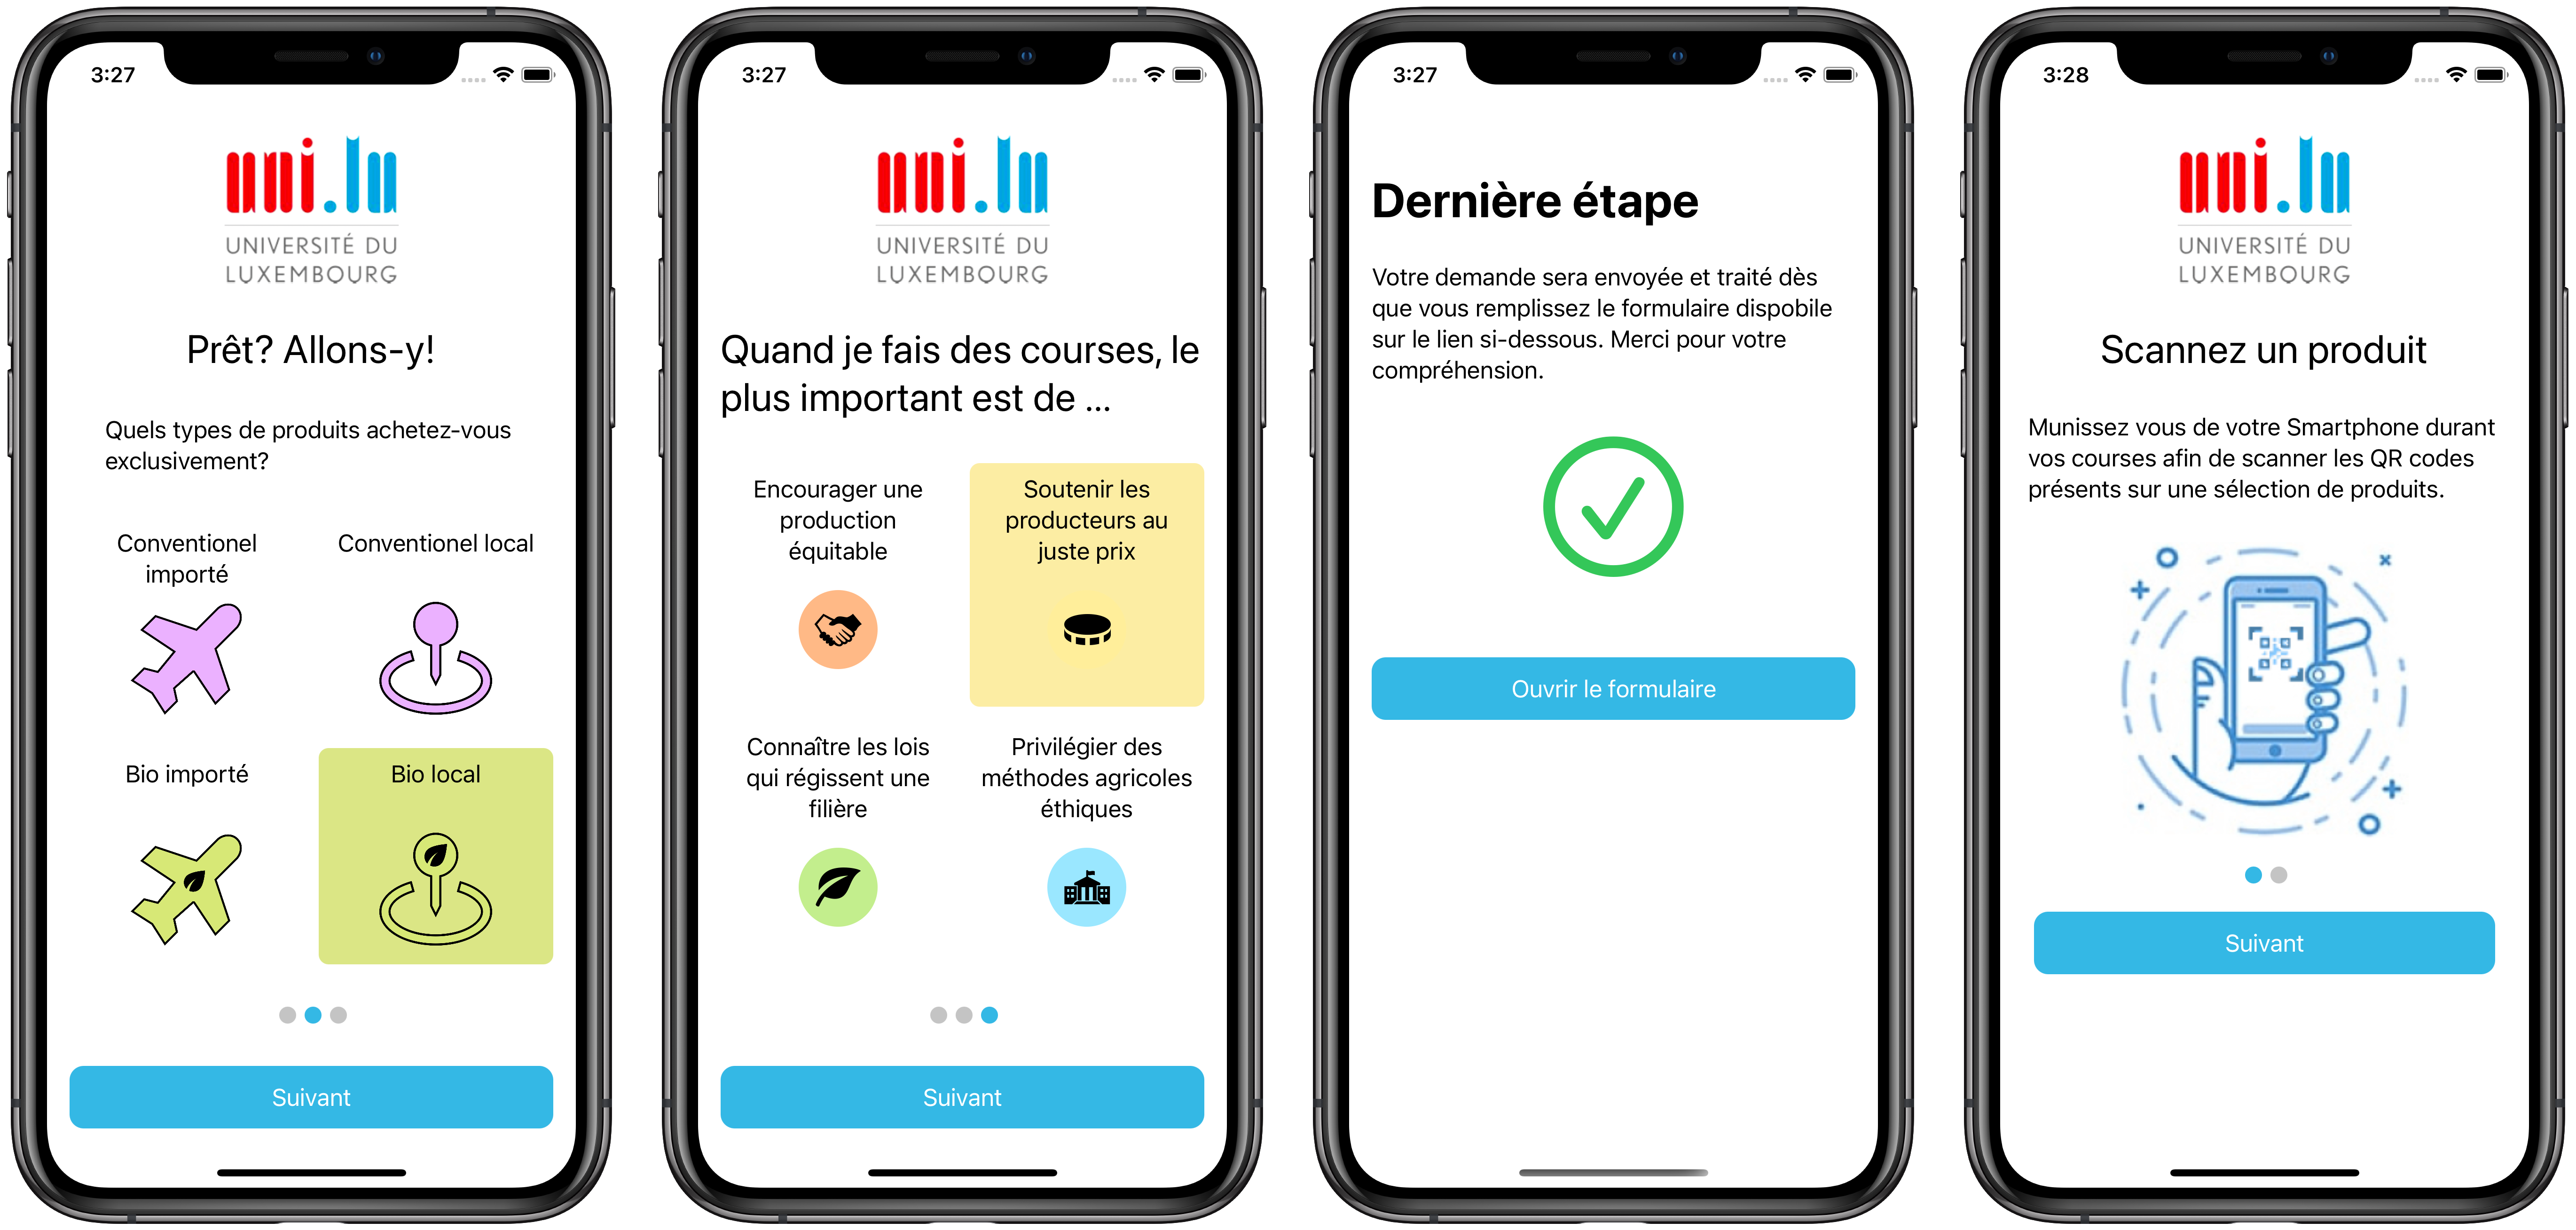 3:27
uni.lu
UNIVERSITÉ DU
LUXEMBOURG
Prêt? Allons-y!
Quels types de produits achetez-vous
exclusivement?
Conventionel
importé
Conventionel local
Bio importé
Bio local
Suivant
3:27
uni.lu
UNIVERSITÉ DU
LUXEMBOURG
Quand je fais des courses, le
plus important est de ...
Encourager une
production
équitable
Soutenir les
producteurs au
juste prix
Connaître les lois
qui régissent une
filière
Privilégier des
méthodes agricoles
éthiques
Suivant
3:27
Dernière étape
Votre demande sera envoyée et traité dès
que vous remplissez le formulaire dispobile
sur le lien si-dessous. Merci pour votre
compréhension.
Ouvrir le formulaire
3:28
uni.lu
UNIVERSITÉ DU
LUXEMBOURG
Scannez un produit
Munissez vous de votre Smartphone durant
vos courses afin de scanner les QR codes
présents sur une sélection de produits.
Suivant